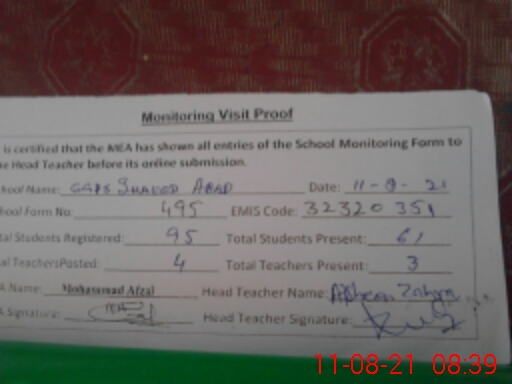 Monitoring Visit Proof
is certified that the MEA has shown all entries of the School Monitoring Form to
he Head Teacher before its online submission.
chool Name: GGPS Abad Date: 11-8-21
chool Form No: 495 EMIS Code: 32320351
tal Students Registered: 95 Total Students Present: 61
al TeachersPosted: 4 Total Teachers Present: 3
A Name: Mohammad Afzal Head Teacher Name: Zahra
A Signature: Head Teacher Signature:
11-08-21 08:39